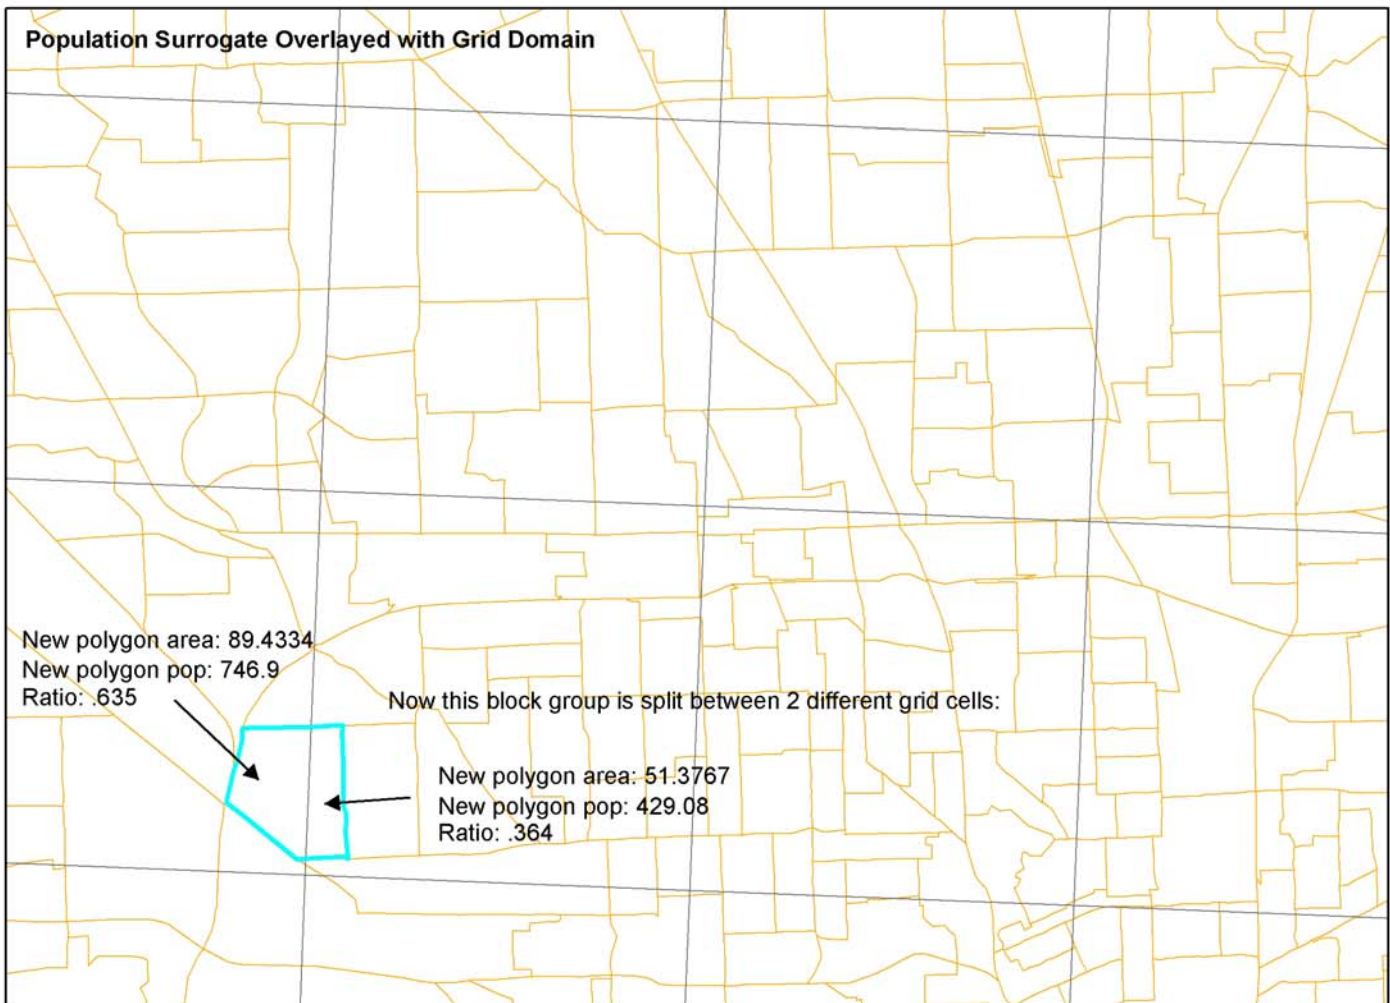 Population Surrogate Overlayed with Grid Domain
New polygon area: 89.4334
New polygon pop: 746.9
Ratio: .635
Now this block group is split between 2 different grid cells:
New polygon area: 51.3767
New polygon pop: 429.08
Ratio: .364